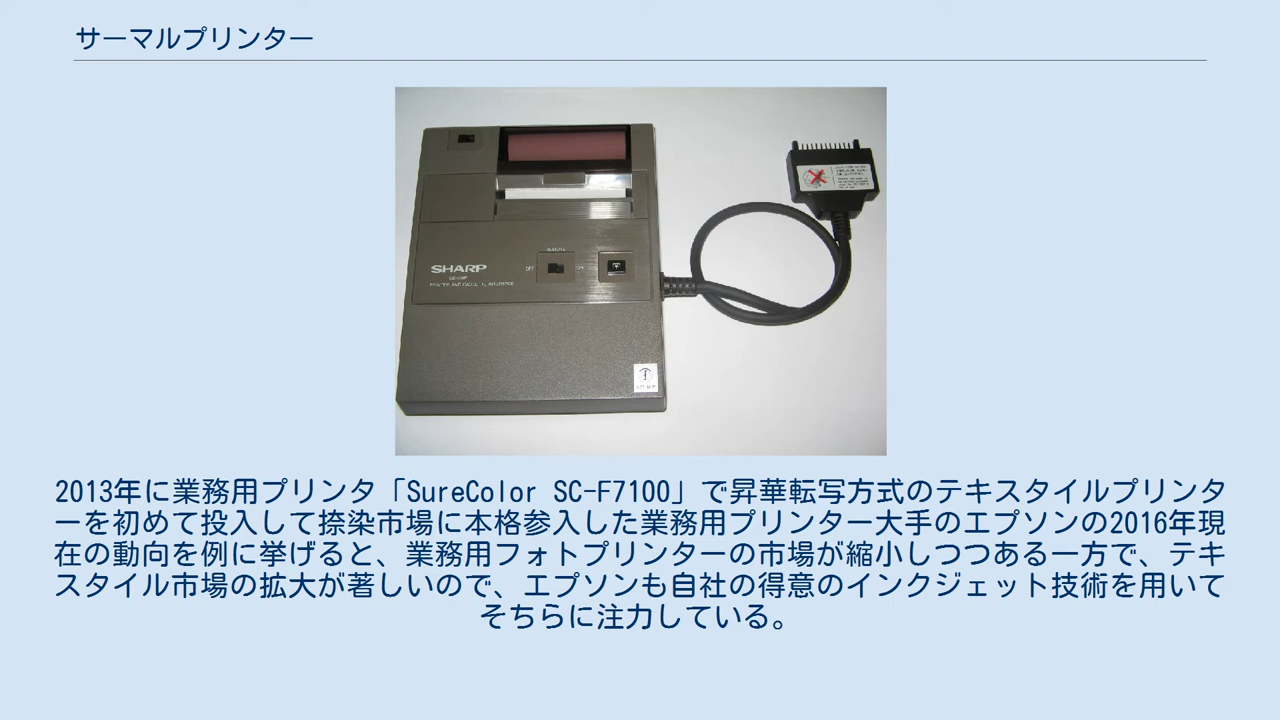 サーマルプリンター
SHARP
2013年に業務用プリンタ「SureColor SC-F7100」で昇華転写方式のテキスタイルプリンタ
ーを初めて投入して捺染市場に本格参入した業務用プリンター大手のエプソンの2016年現
在の動向を例に挙げると、業務用フォトプリンターの市場が縮小しつつある一方で、テキ
スタイル市場の拡大が著しいので、エプソンも自社の得意のインクジェット技術を用いて
そちらに注力している。